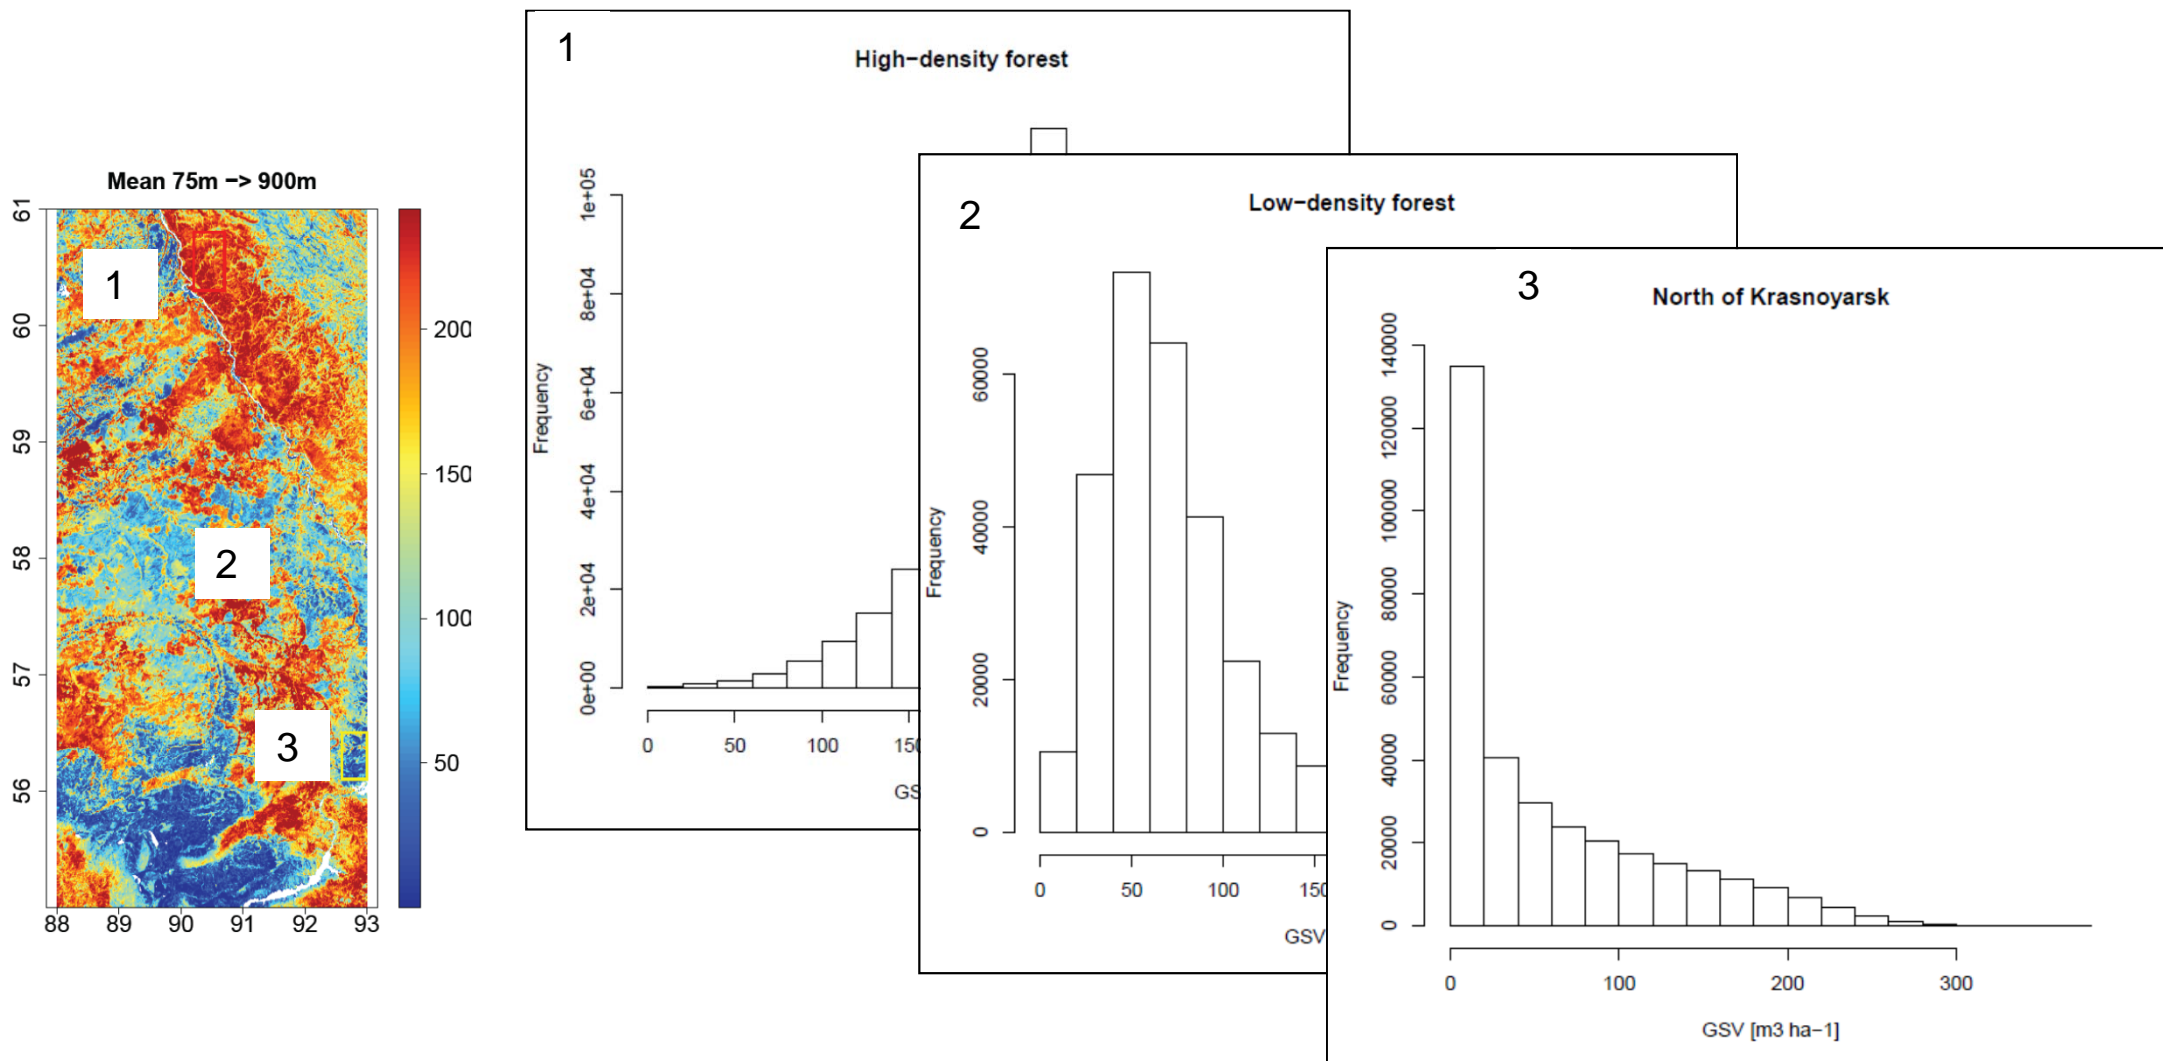 Mean 75m −> 900m
61
60
59
58
57
56
88 89 90 91 92 93
200
150
100
50
1
2
3
1
High−density forest
Frequency
1e+05
8e+04
6e+04
4e+04
2e+04
0e+00
0 50 100 150
GS
2
Low−density forest
Frequency
60000
40000
20000
0
0 50 100 150
GSV
3
North of Krasnoyarsk
Frequency
140000
120000
100000
80000
60000
40000
20000
0
0 100 200 300
GSV [m3 ha−1]